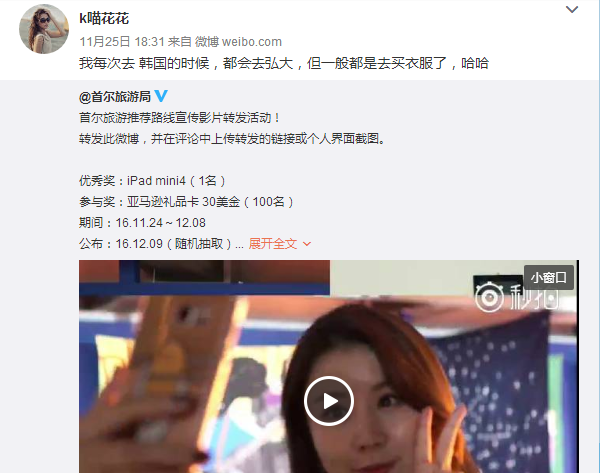 k喵花花
11月25日 18:31 来自 微博 weibo.com
我每次去 韩国的时候，都会去弘大，但一般都是去买衣服了，哈哈
@首尔旅游局
首尔旅游推荐路线宣传影片转发活动！
转发此微博，并在评论中上传转发的链接或个人界面截图。
优秀奖：iPad mini4（1名）
参与奖：亚马逊礼品卡 30美金（100名）
期间：16.11.24～12.08
公布：16.12.09（随机抽取）... 展开全文
小窗口
秒拍